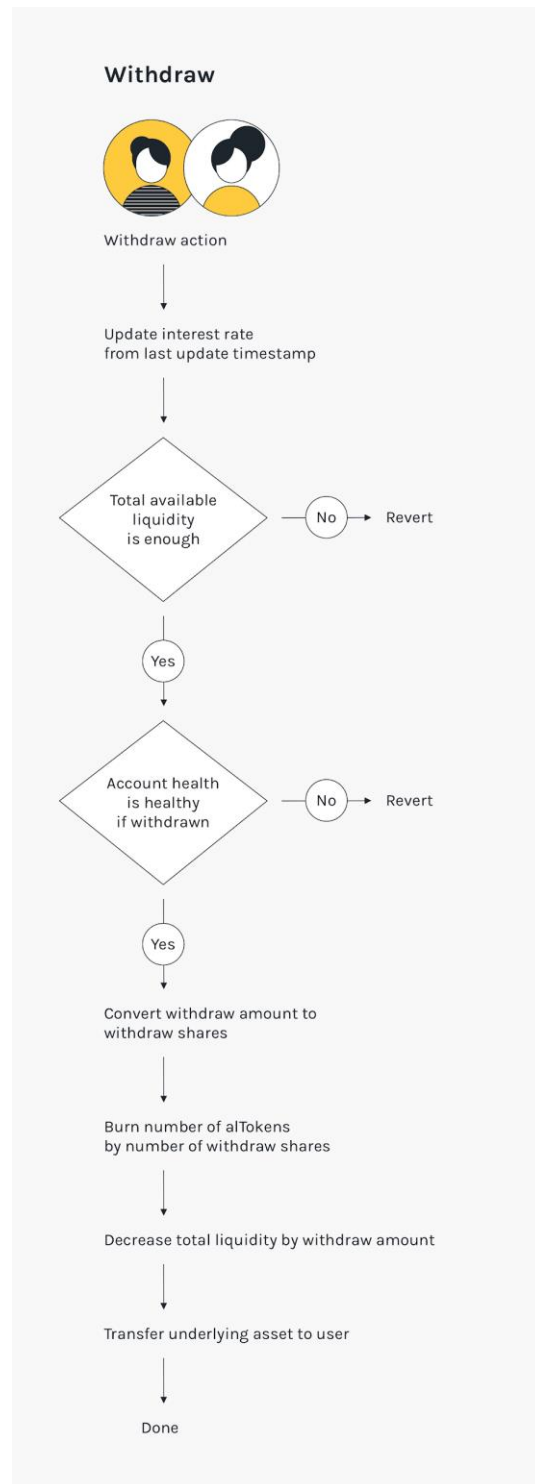 Withdraw
Withdraw action
Update interest rate
from last update timestamp
Total available
liquidity
is enough
No
Revert
Yes
Account health
is healthy
if withdrawn
No
Revert
Yes
Convert withdraw amount to
withdraw shares
Burn number of alTokens
by number of withdraw shares
Decrease total liquidity by withdraw amount
Transfer underlying asset to user
Done